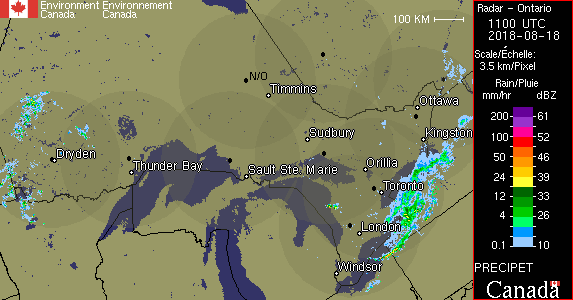 Environment Environnement
Canada Canada
100 KM
N/O
Timmins
Ottawa
Sudbury
Kingston
Dryden
Thunder Bay
Sault Ste. Marie
Orillia
Toronto
London
Windsor
Radar - Ontario
1100 UTC
2018-08-18
Scale/Échelle:
3.5 km/Pixel
Rain/Pluie
mm/hr dBZ
200 61
100 52
50 46
24 39
12 33
4 26
0.1 10
PRECIPET
Canada